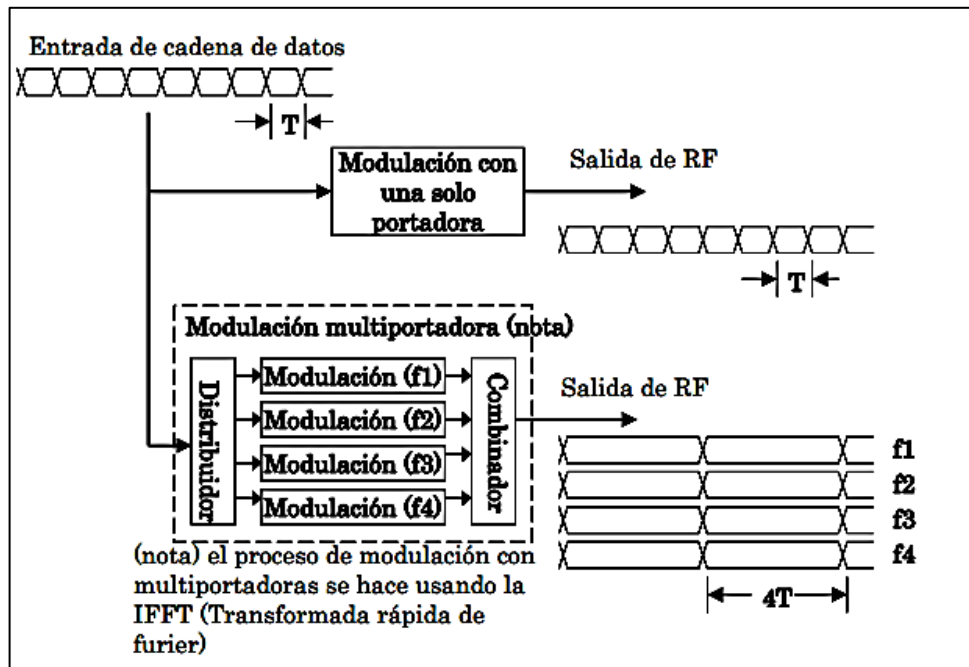 Entrada de cadena de datos
T
Modulación con
una solo
portadora
Salida de RF
T
Modulación multiportadora (nota)
Distribuidor
Modulación (f1)
Modulación (f2)
Modulación (f3)
Modulación (f4)
Combinador
Salida de RF
f1
f2
f3
f4
4T
(nota) el proceso de modulación con
multiportadoras se hace usando la
IFFT (Transformada rápida de
furier)